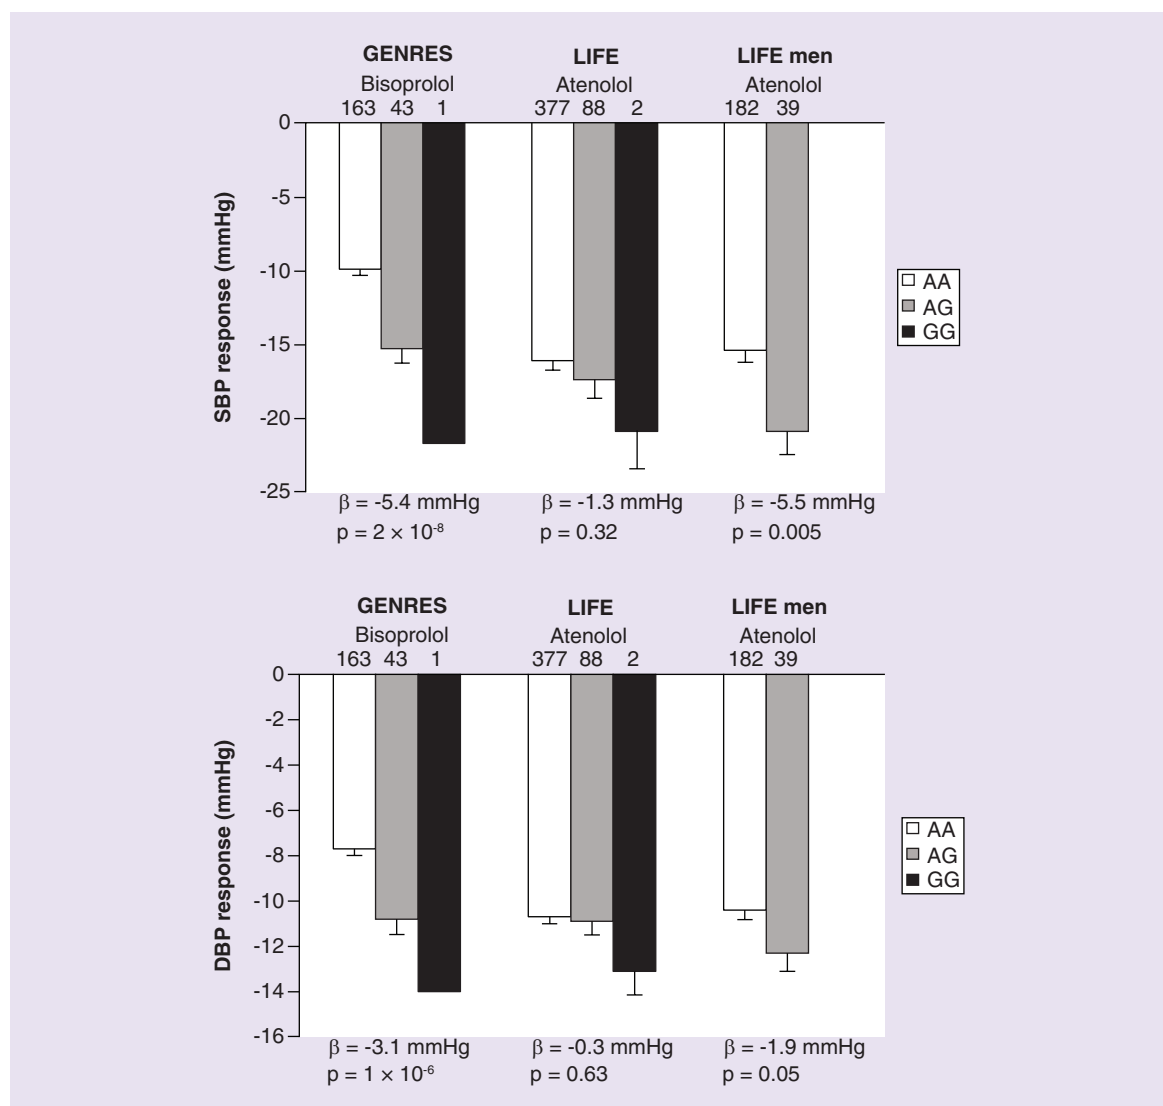 GENRES LIFE LIFE men
Bisoprolol Atenolol Atenolol
163 43 1 377 88 2 182 39
0
-5
-10
-15
-20
-25
SBP response (mmHg)
AA
AG
GG
β = -5.4 mmHg β = -1.3 mmHg β = -5.5 mmHg
p = 2 × 10⁻⁸ p = 0.32 p = 0.005
GENRES LIFE LIFE men
Bisoprolol Atenolol Atenolol
163 43 1 377 88 2 182 39
0
-2
-4
-6
-8
-10
-12
-14
-16
DBP response (mmHg)
AA
AG
GG
β = -3.1 mmHg β = -0.3 mmHg β = -1.9 mmHg
p = 1 × 10⁻⁶ p = 0.63 p = 0.05